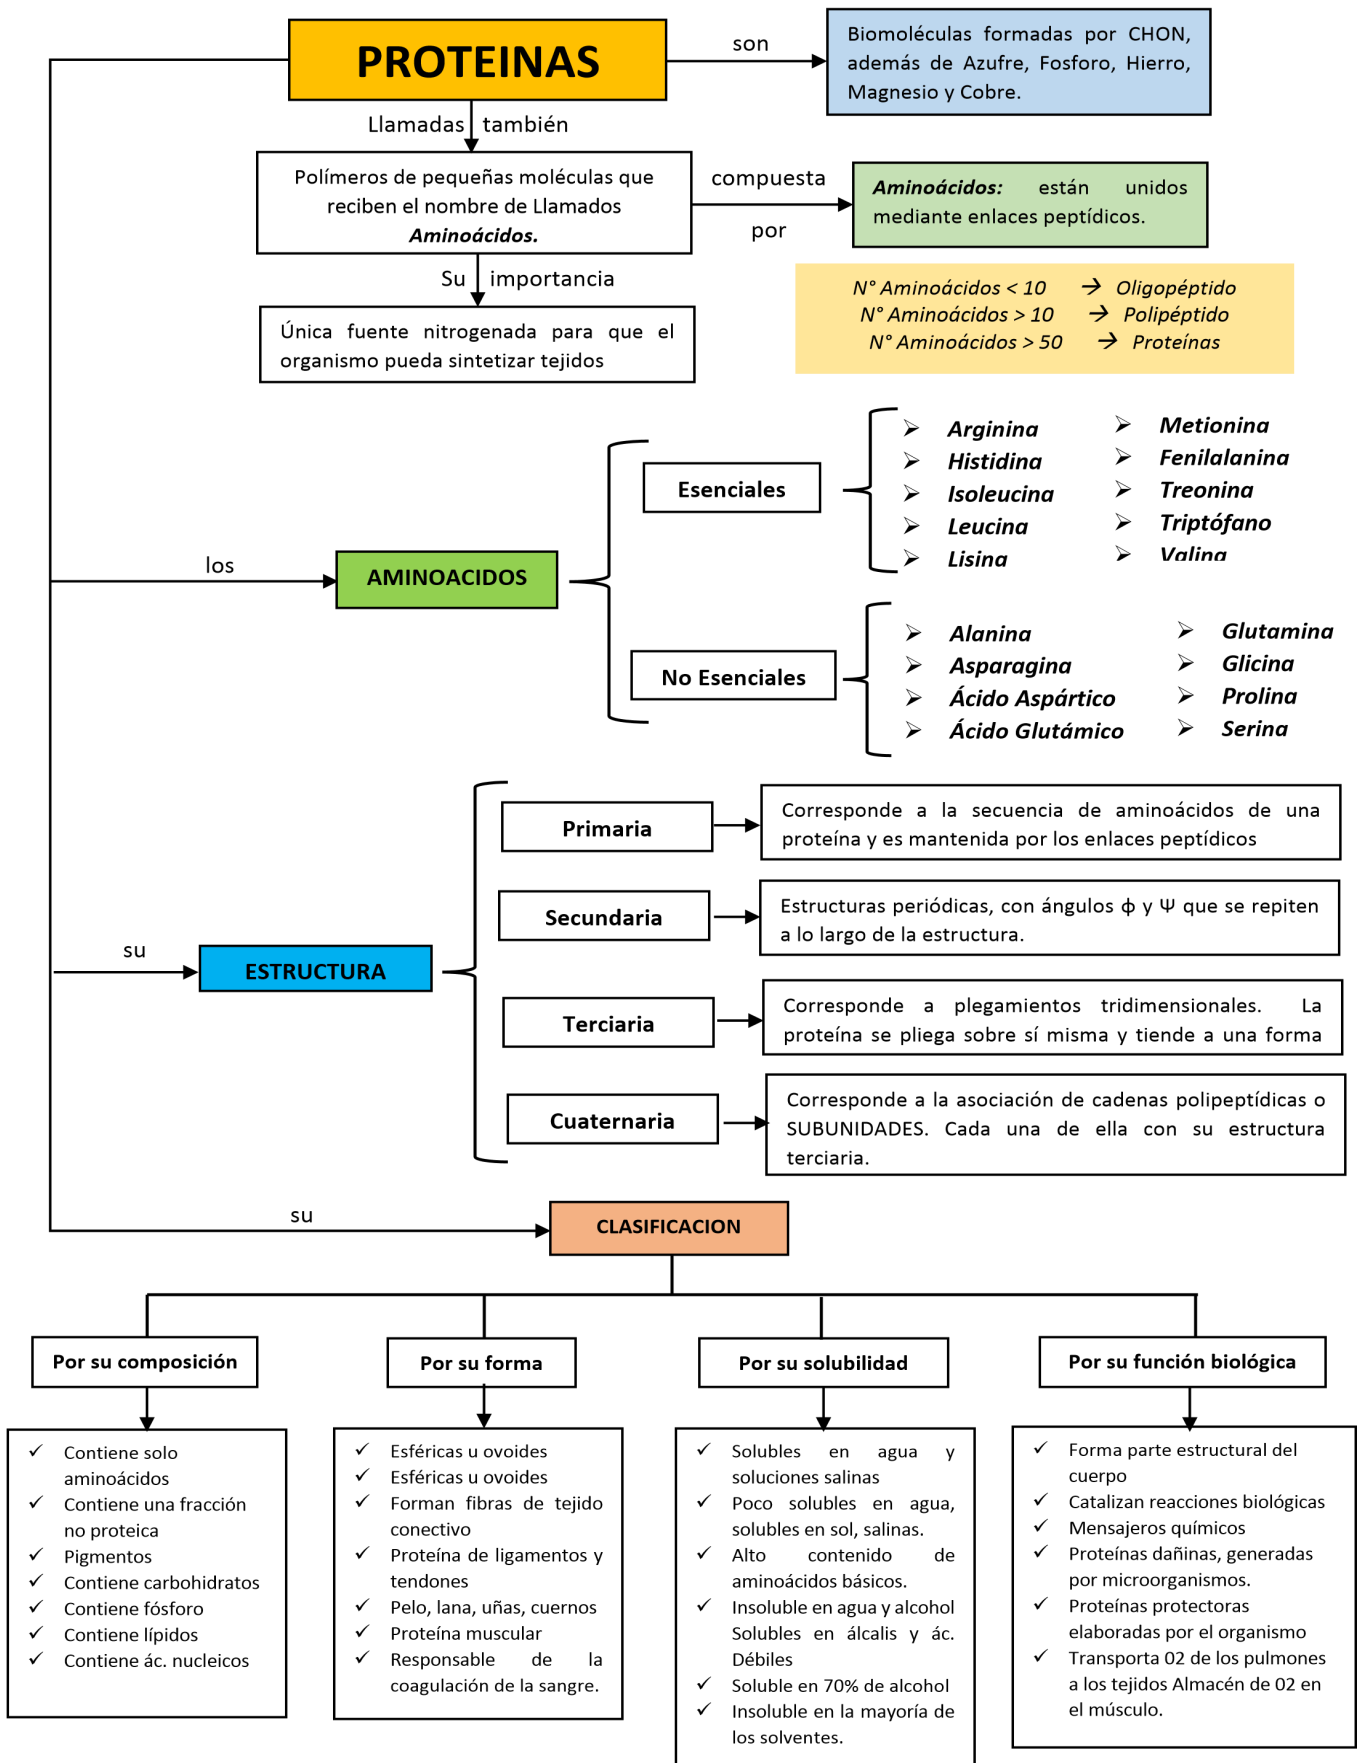 PROTEINAS
son
Biomoléculas formadas por CHON,
además de Azufre, Fosforo, Hierro,
Magnesio y Cobre.
Llamadas también
Polímeros de pequeñas moléculas que
reciben el nombre de Llamados
Aminoácidos.
compuesta
por
Aminoácidos: están unidos
mediante enlaces peptídicos.
Su importancia
Única fuente nitrogenada para que el
organismo pueda sintetizar tejidos
N° Aminoácidos < 10 → Oligopéptido
N° Aminoácidos > 10 → Polipéptido
N° Aminoácidos > 50 → Proteínas
los
AMINOACIDOS
Esenciales
➢ Arginina
➢ Histidina
➢ Isoleucina
➢ Leucina
➢ Lisina
➢ Metionina
➢ Fenilalanina
➢ Treonina
➢ Triptófano
➢ Valina
No Esenciales
➢ Alanina
➢ Asparagina
➢ Ácido Aspártico
➢ Ácido Glutámico
➢ Glutamina
➢ Glicina
➢ Prolina
➢ Serina
su
ESTRUCTURA
Primaria
Corresponde a la secuencia de aminoácidos de una
proteína y es mantenida por los enlaces peptídicos
Secundaria
Estructuras periódicas, con ángulos ɸ y Ψ que se repiten
a lo largo de la estructura.
Terciaria
Corresponde a plegamientos tridimensionales. La
proteína se pliega sobre sí misma y tiende a una forma
Cuaternaria
Corresponde a la asociación de cadenas polipeptídicas o
SUBUNIDADES. Cada una de ella con su estructura
terciaria.
su
CLASIFICACION
Por su composición
✓ Contiene solo
aminoácidos
✓ Contiene una fracción
no proteica
✓ Pigmentos
✓ Contiene carbohidratos
✓ Contiene fósforo
✓ Contiene lípidos
✓ Contiene ác. nucleicos
Por su forma
✓ Esféricas u ovoides
✓ Esféricas u ovoides
✓ Forman fibras de tejido
conectivo
✓ Proteína de ligamentos y
tendones
✓ Pelo, lana, uñas, cuernos
✓ Proteína muscular
✓ Responsable de la
coagulación de la sangre.
Por su solubilidad
✓ Solubles en agua y
soluciones salinas
✓ Poco solubles en agua,
solubles en sol, salinas.
✓ Alto contenido de
aminoácidos básicos.
✓ Insoluble en agua y alcohol
Solubles en álcalis y ác.
Débiles
✓ Soluble en 70% de alcohol
✓ Insoluble en la mayoría de
los solventes.
Por su función biológica
✓ Forma parte estructural del
cuerpo
✓ Catalizan reacciones biológicas
✓ Mensajeros químicos
✓ Proteínas dañinas, generadas
por microorganismos.
✓ Proteínas protectoras
elaboradas por el organismo
✓ Transporta 02 de los pulmones
a los tejidos Almacén de 02 en
el músculo.